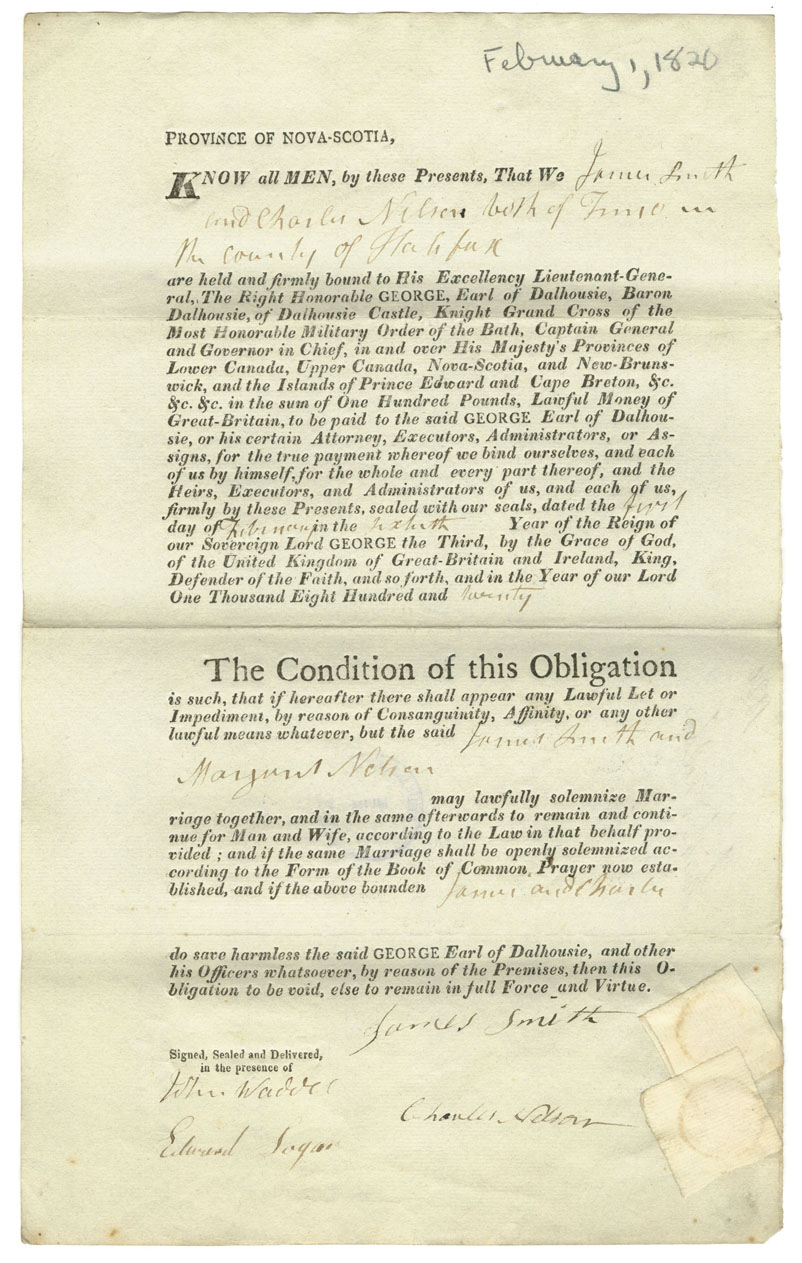 February 1, 1820
PROVINCE OF NOVA-SCOTIA,
KNOW all MEN, by these Presents, That We James Smith
and Charles Nelson both of Truro in
the county of Halifax
are held and firmly bound to His Excellency Lieutenant-Gene-
ral, The Right Honorable GEORGE, Earl of Dalhousie, Baron
Dalhousie, of Dalhousie Castle, Knight Grand Cross of the
Most Honorable Military Order of the Bath, Captain General
and Governor in Chief, in and over His Majesty's Provinces of
Lower Canada, Upper Canada, Nova-Scotia, and New-Bruns-
wick, and the Islands of Prince Edward and Cape Breton, &c.
&c. &c. in the sum of One Hundred Pounds, Lawful Money of
Great-Britain, to be paid to the said GEORGE Earl of Dalhou-
sie, or his certain Attorney, Executors, Administrators, or As-
signs, for the true payment whereof we bind ourselves, and each
of us by himself, for the whole and every part thereof, and the
Heirs, Executors, and Administrators of us, and each of us,
firmly by these Presents, sealed with our seals, dated the first
day of February in the sixtieth Year of the Reign of
our Sovereign Lord GEORGE the Third, by the Grace of God,
of the United Kingdom of Great-Britain and Ireland, King,
Defender of the Faith, and so forth, and in the Year of our Lord
One Thousand Eight Hundred and twenty
The Condition of this Obligation
is such, that if hereafter there shall appear any Lawful Let or
Impediment, by reason of Consanguinity, Affinity, or any other
lawful means whatever, but the said James Smith and
Margaret Nelson
may lawfully solemnize Mar-
riage together, and in the same afterwards to remain and conti-
nue for Man and Wife, according to the Law in that behalf pro-
vided ; and if the same Marriage shall be openly solemnized ac-
cording to the Form of the Book of Common Prayer now esta-
blished, and if the above bounden James and Charles
do save harmless the said GEORGE Earl of Dalhousie, and other
his Officers whatsoever, by reason of the Premises, then this O-
bligation to be void, else to remain in full Force and Virtue.
James Smith
Signed, Sealed and Delivered,
in the presence of
John Waddel
Charles Nelson
Edward Logan